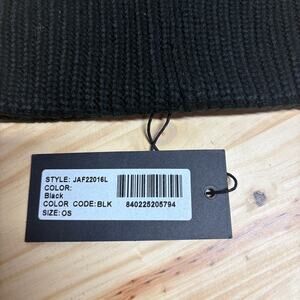 STYLE: JAF22016L
COLOR:
Black
COLOR CODE:BLK
840225205794
SIZE: OS